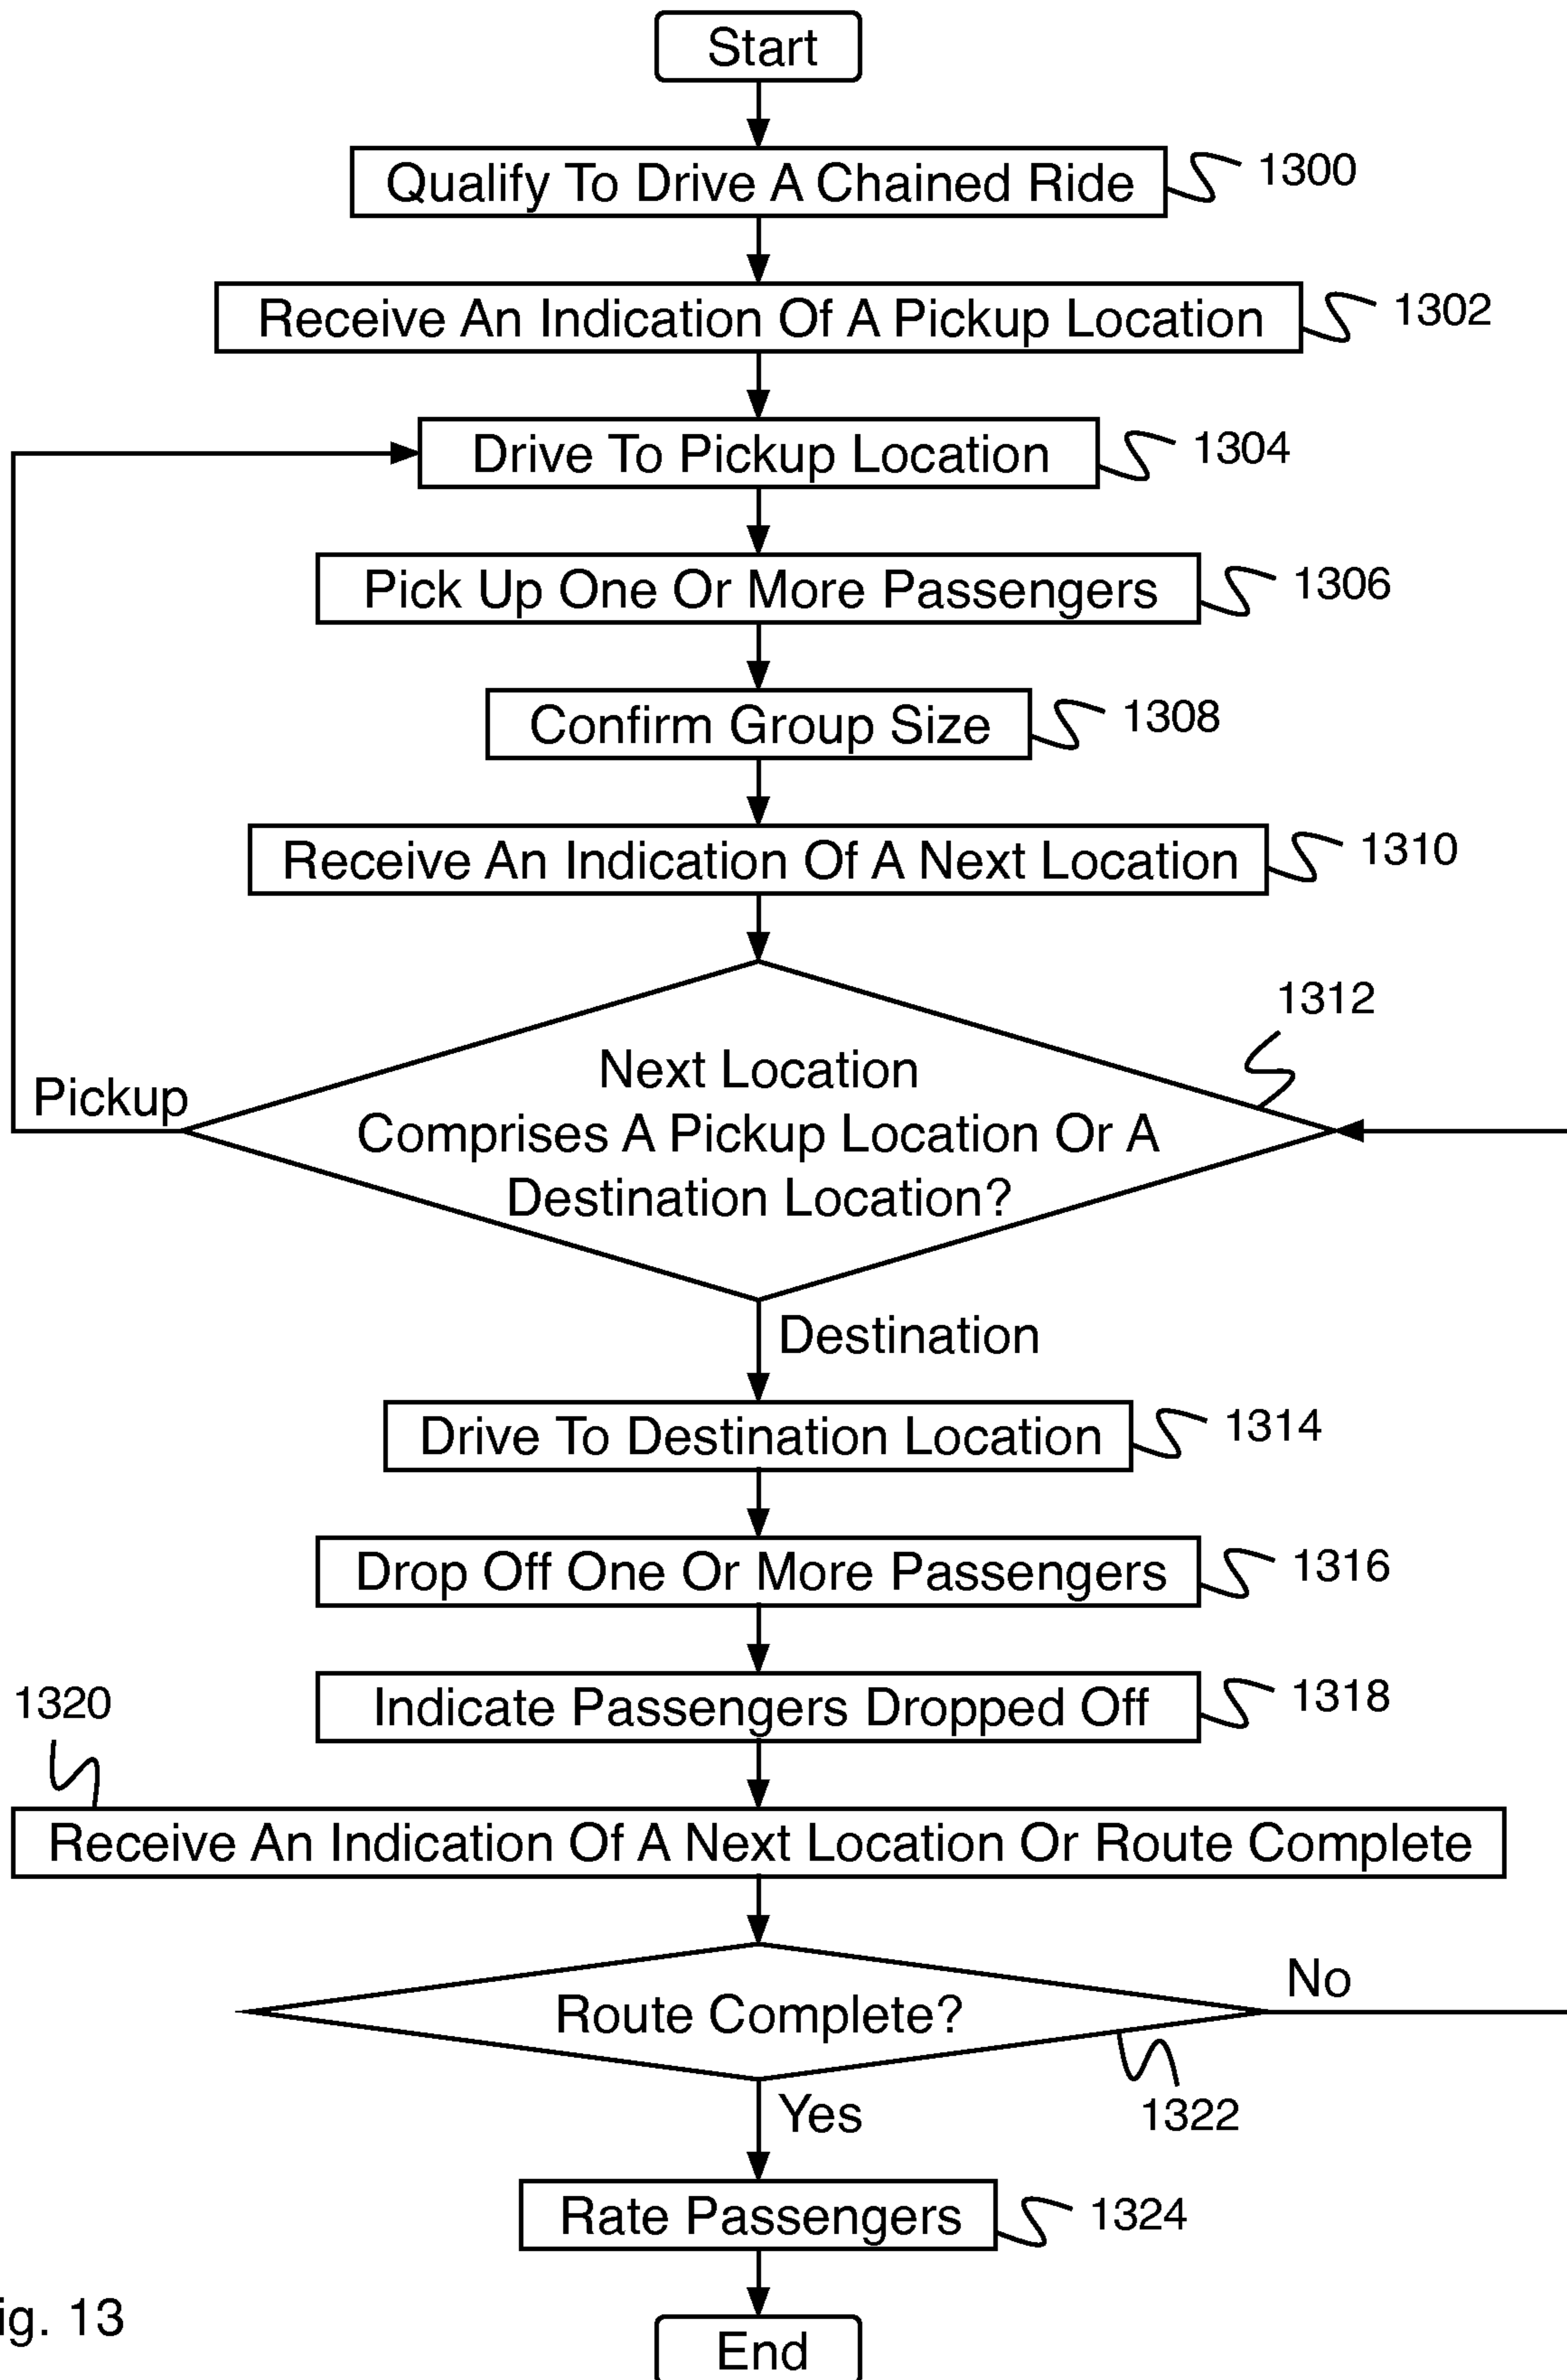 Start
Qualify To Drive A Chained Ride
1300
Receive An Indication Of A Pickup Location
1302
Drive To Pickup Location
1304
Pick Up One Or More Passengers
1306
Confirm Group Size
1308
Receive An Indication Of A Next Location
1310
1312
Next Location
Comprises A Pickup Location Or A
Destination Location?
Pickup
Destination
Drive To Destination Location
1314
Drop Off One Or More Passengers
1316
Indicate Passengers Dropped Off
1318
1320
Receive An Indication Of A Next Location Or Route Complete
Route Complete?
No
1322
Yes
Rate Passengers
1324
ig. 13
End